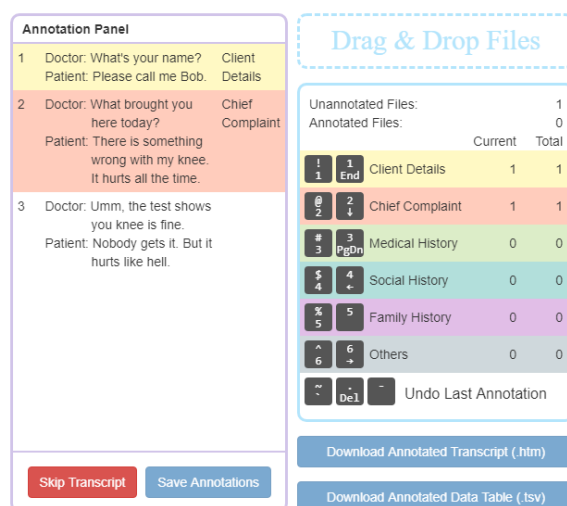 Annotation Panel
1 Doctor: What's your name? Client
Patient: Please call me Bob. Details
2 Doctor: What brought you Chief
here today? Complaint
Patient: There is something
wrong with my knee.
It hurts all the time.
3 Doctor: Umm, the test shows
you knee is fine.
Patient: Nobody gets it. But it
hurts like hell.
Skip Transcript Save Annotations
Drag & Drop Files
Unannotated Files: 1
Annotated Files: 0
Current Total
! 1 1 End Client Details 1 1
@ 2 2 ↓ Chief Complaint 1 1
# 3 3 PgDn Medical History 0 0
$ 4 4 ← Social History 0 0
% 5 5 Family History 0 0
^ 6 6 → Others 0 0
~ ` . Del - Undo Last Annotation
Download Annotated Transcript (.htm)
Download Annotated Data Table (.tsv)